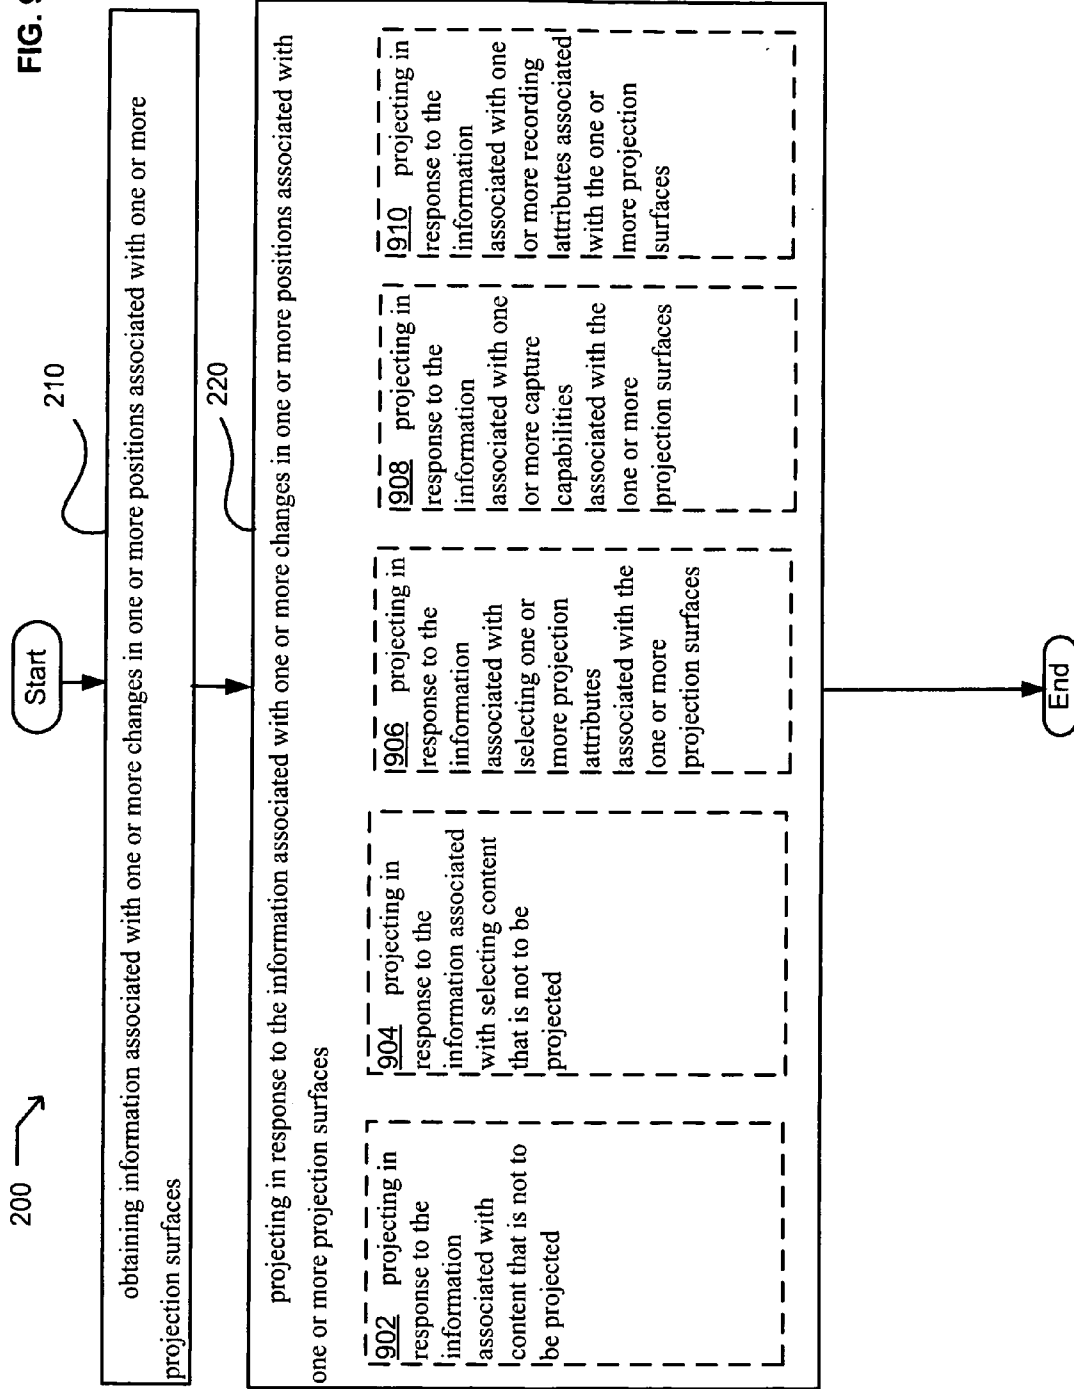 FIG. 9
200
Start
210
obtaining information associated with one or more changes in one or more positions associated with one or more
projection surfaces
220
projecting in response to the information associated with one or more changes in one or more positions associated with
one or more projection surfaces
902 projecting in
response to the
information
associated with
content that is not to
be projected
904 projecting in
response to the
information associated
with selecting content
that is not to be
projected
906 projecting in
response to the
information
associated with
selecting one or
more projection
attributes
associated with the
one or more
projection surfaces
908 projecting in
response to the
information
associated with one
or more capture
capabilities
associated with the
one or more
projection surfaces
910 projecting in
response to the
information
associated with one
or more recording
attributes associated
with the one or
more projection
surfaces
End